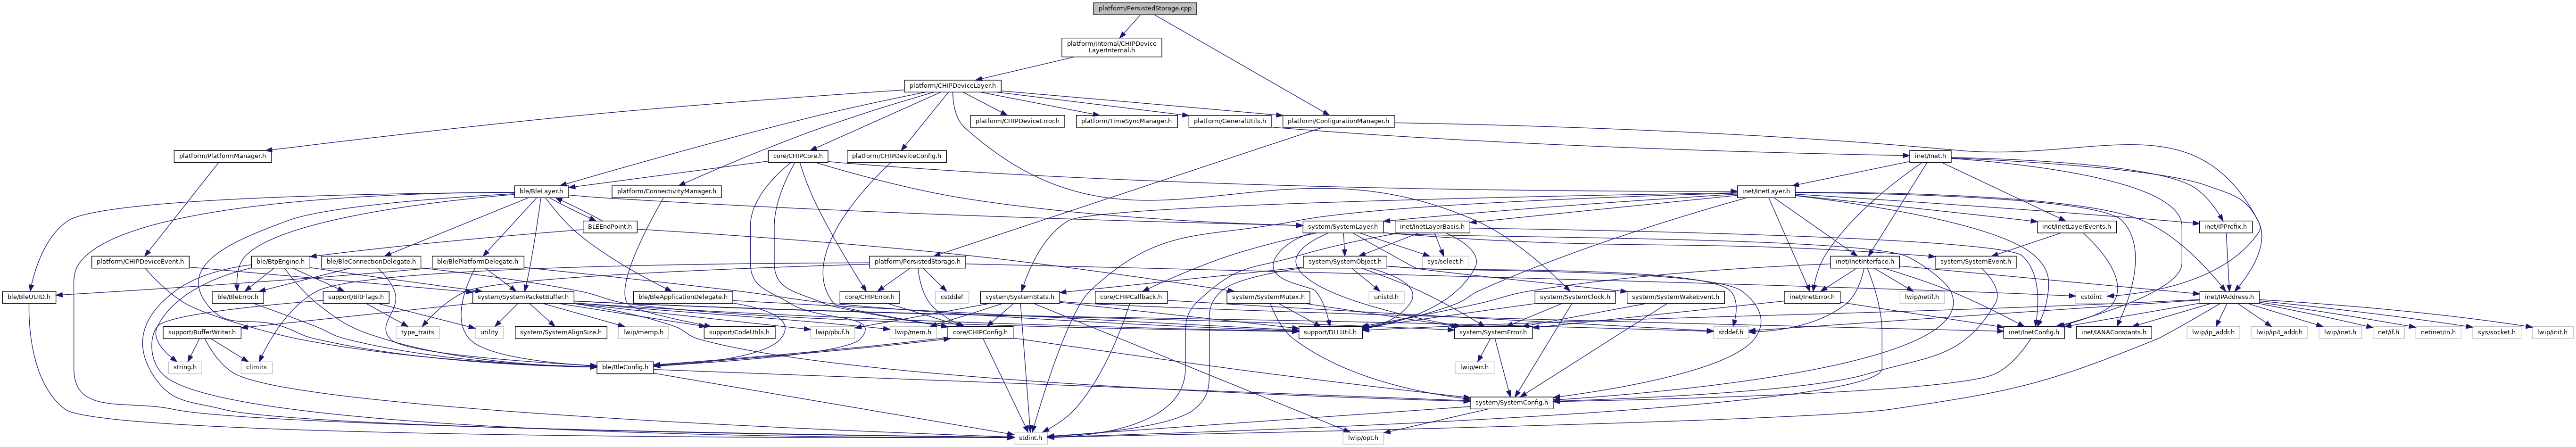 platform/PersistedStorage.cpp
platform/internal/CHIPDevice
LayerInternal.h
platform/CHIPDeviceLayer.h
platform/CHIPDeviceError.h
platform/TimeSyncManager.h
platform/GeneralUtils.h
platform/ConfigurationManager.h
platform/PlatformManager.h
core/CHIPCore.h
platform/CHIPDeviceConfig.h
inet/Inet.h
ble/BleLayer.h
platform/ConnectivityManager.h
inet/InetLayer.h
BLEEndPoint.h
system/SystemLayer.h
inet/InetLayerBasis.h
inet/InetLayerEvents.h
inet/IPPrefix.h
platform/CHIPDeviceEvent.h
ble/BtpEngine.h
ble/BleConnectionDelegate.h
ble/BlePlatformDelegate.h
platform/PersistedStorage.h
system/SystemObject.h
sys/select.h
inet/InetInterface.h
system/SystemEvent.h
ble/BleUUID.h
ble/BleError.h
support/BitFlags.h
system/SystemPacketBuffer.h
ble/BleApplicationDelegate.h
core/CHIPError.h
cstddef
system/SystemStats.h
core/CHIPCallback.h
system/SystemMutex.h
unistd.h
system/SystemClock.h
system/SystemWakeEvent.h
inet/InetError.h
lwip/netif.h
cstdint
inet/IPAddress.h
support/BufferWriter.h
type_traits
utility
system/SystemAlignSize.h
lwip/memp.h
support/CodeUtils.h
lwip/pbuf.h
lwip/mem.h
core/CHIPConfig.h
support/DLLUtil.h
system/SystemError.h
stddef.h
inet/InetConfig.h
inet/IANAConstants.h
lwip/ip_addr.h
lwip/ip4_addr.h
lwip/inet.h
net/if.h
netinet/in.h
sys/socket.h
lwip/init.h
string.h
climits
ble/BleConfig.h
lwip/err.h
system/SystemConfig.h
stdint.h
lwip/opt.h